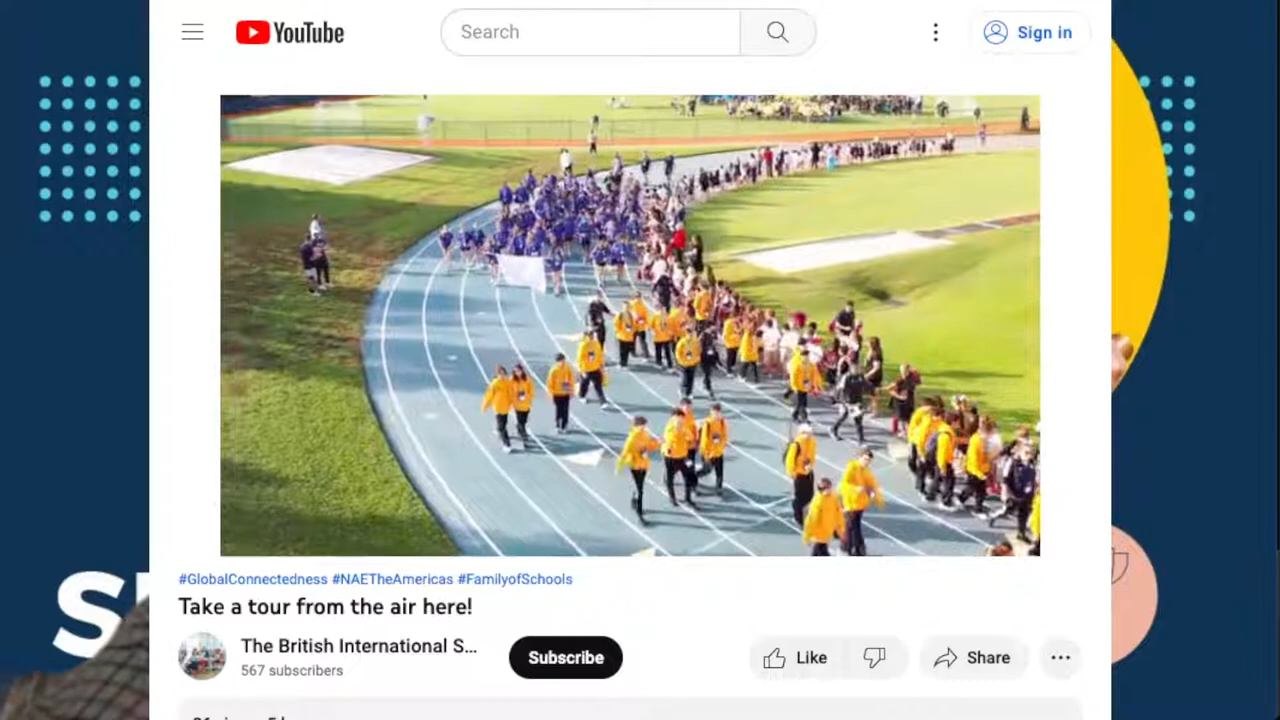 YouTube
Search
Sign in
#GlobalConnectedness #NAETheAmericas #FamilyofSchools
Take a tour from the air here!
The British International S...
567 subscribers
Subscribe
Like
Share